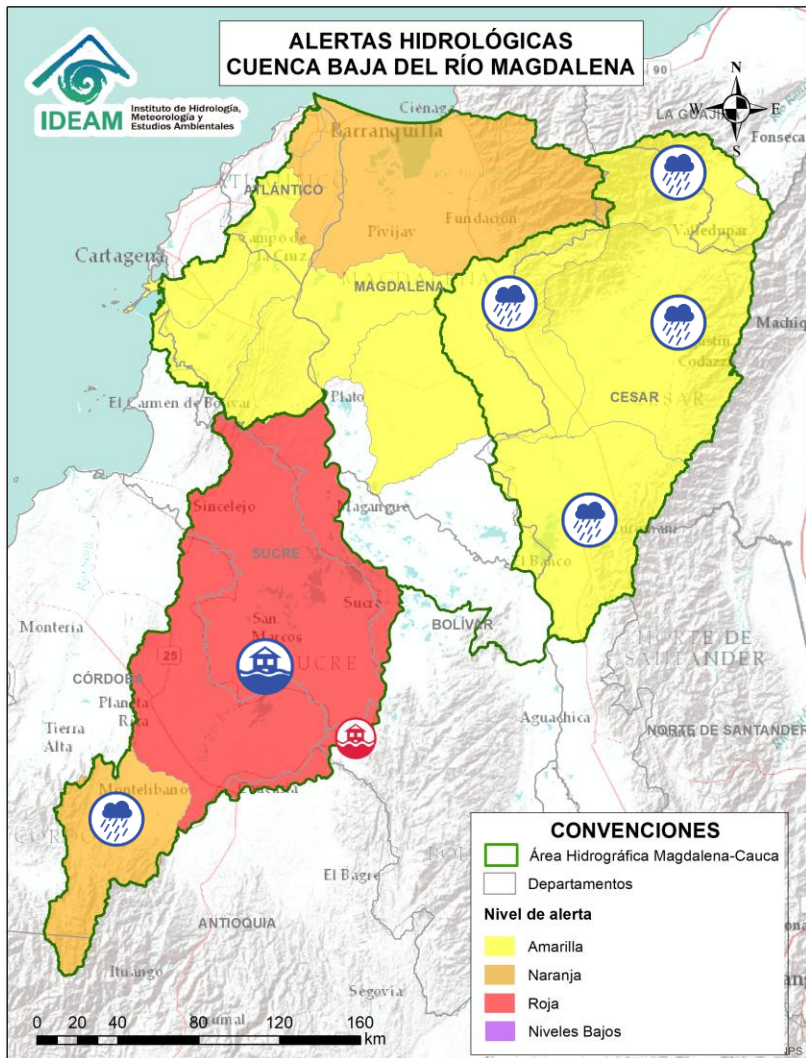 ALERTAS HIDROLÓGICAS
CUENCA BAJA DEL RÍO MAGDALENA
IDEAM
Instituto de Hidrología,
Meteorología y
Estudios Ambientales
N
W
E
S
90
Ciénaga
LA GUAJIRA
Barranquilla
Fonseca
ATLÁNTICO
Valledupar
Pivijay
Fundación
Cartagena
Campo de
la Cruz
MAGDALENA
Codazzi
El Carmen de Bolívar
Plato
CESAR
Sincelejo
Magangue
SUCRE
El Banco
Sucre
San
Marcos
BOLÍVAR
Montería
25
SUCRE
NORTE DE
SANTANDER
CÓRDOBA
Planeta
Rica
Tierra
Alta
Aguachica
NORTE DE SANTANDER
Montelíbano
El Bagre
ANTIOQUIA
Ituango
Segovia
CONVENCIONES
Área Hidrográfica Magdalena-Cauca
Departamentos
Nivel de alerta
Amarilla
Naranja
Roja
Niveles Bajos
0 20 40 80 120 160
km